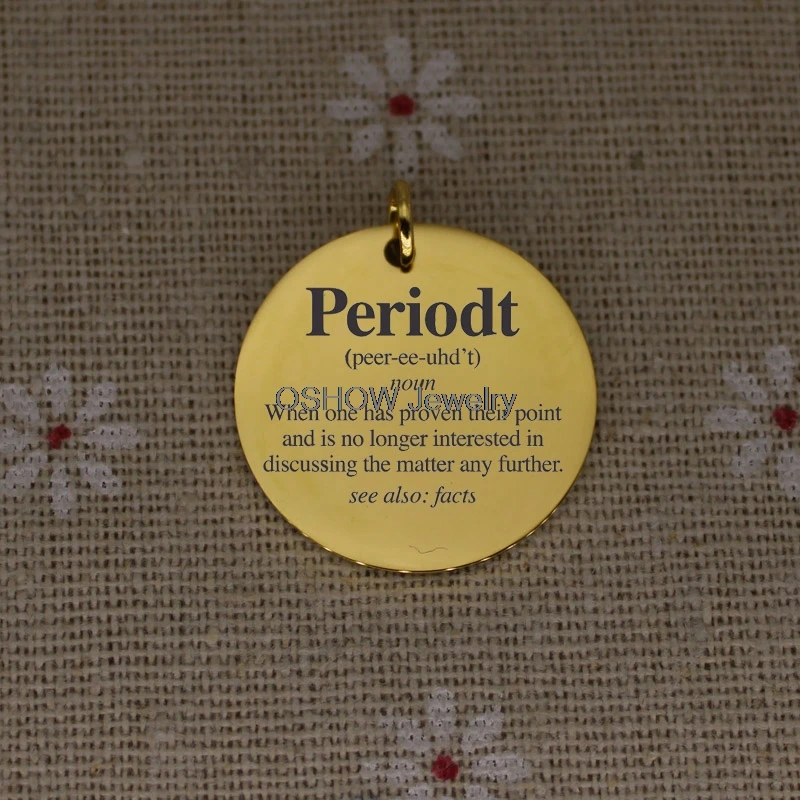 Periodt
(peer-ee-uhd't)
noun
OSHOW Jewelry
When one has proven their point
and is no longer interested in
discussing the matter any further.
see also: facts